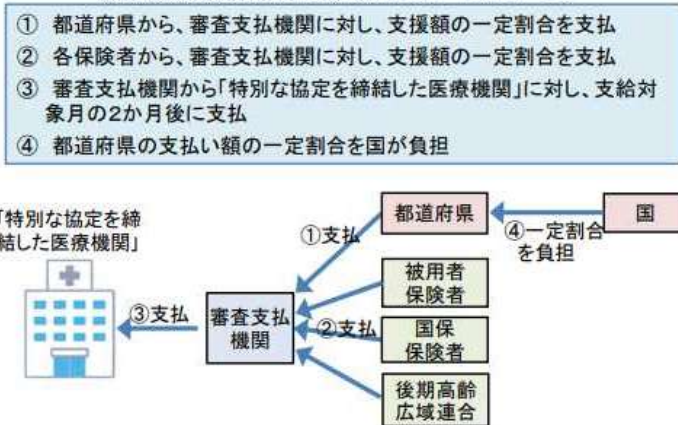 ① 都道府県から、審査支払機関に対し、支援額の一定割合を支払
② 各保険者から、審査支払機関に対し、支援額の一定割合を支払
③ 審査支払機関から「特別な協定を締結した医療機関」に対し、支給対
象月の2か月後に支払
④ 都道府県の支払い額の一定割合を国が負担
「特別な協定を締
結した医療機関」
③支払
審査支払
機関
①支払
②支払
都道府県
④一定割合
を負担
国
被用者
保険者
国保
保険者
後期高齢
広域連合